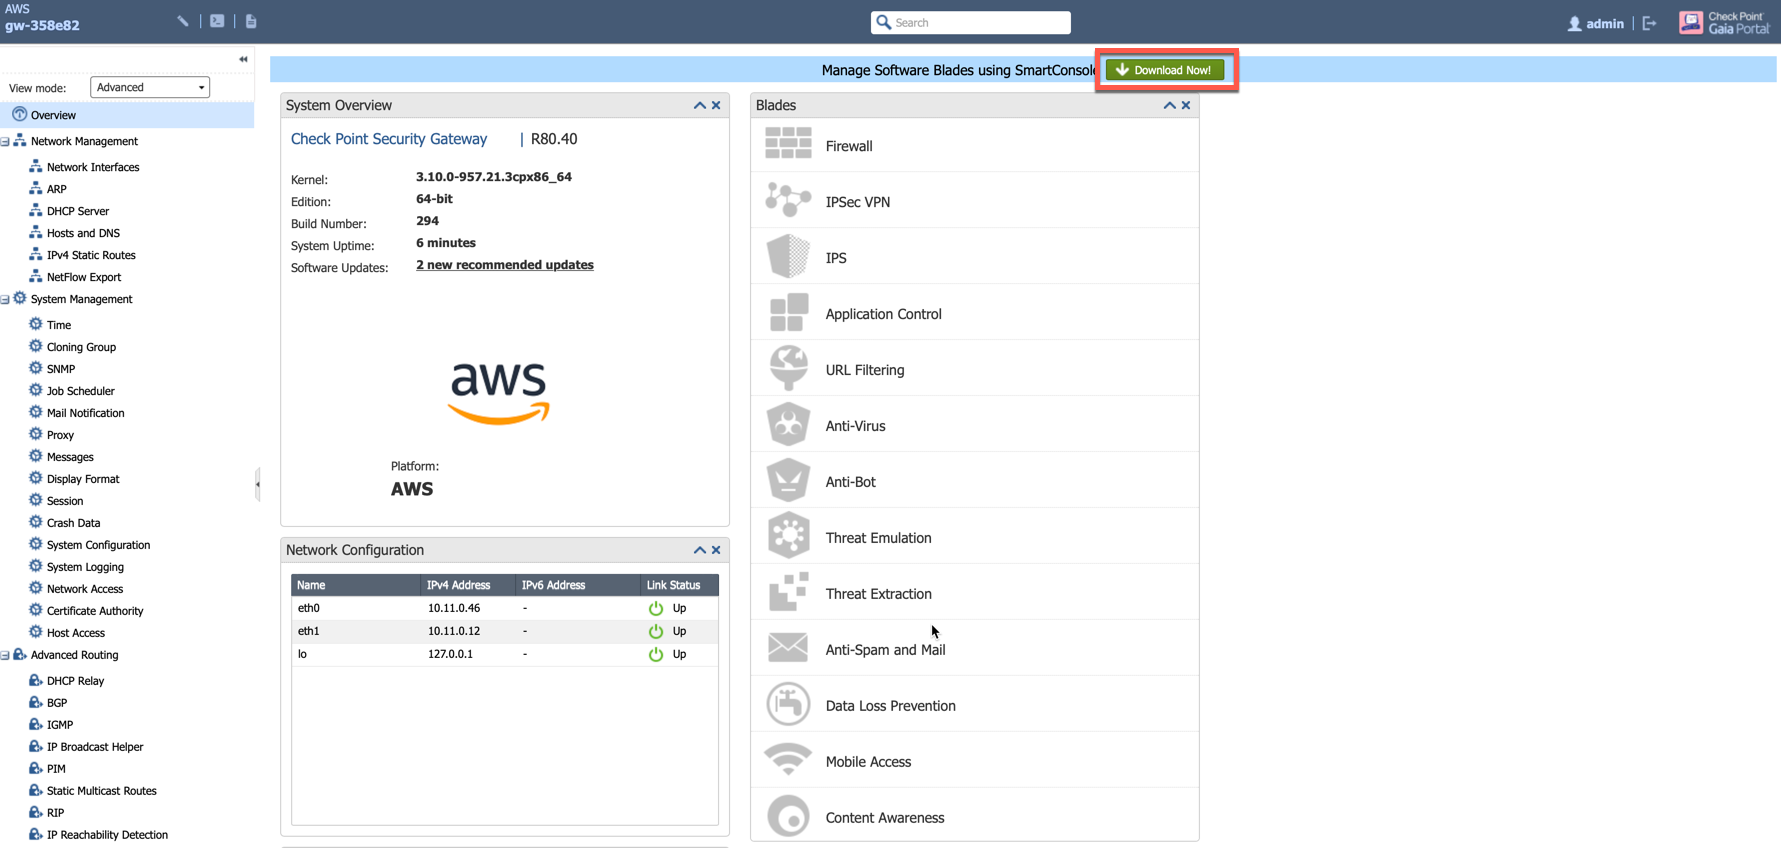 AWS
gw-358e82
Search
admin
Check Point
Gaia Portal
View mode:
Advanced
Overview
Network Management
Network Interfaces
ARP
DHCP Server
Hosts and DNS
IPv4 Static Routes
NetFlow Export
System Management
Time
Cloning Group
SNMP
Job Scheduler
Mail Notification
Proxy
Messages
Display Format
Session
Crash Data
System Configuration
System Logging
Network Access
Certificate Authority
Host Access
Advanced Routing
DHCP Relay
BGP
IGMP
IP Broadcast Helper
PIM
Static Multicast Routes
RIP
IP Reachability Detection
Manage Software Blades using SmartConsole
Download Now!
System Overview
Check Point Security Gateway | R80.40
Kernel: 3.10.0-957.21.3cpx86_64
Edition: 64-bit
Build Number: 294
System Uptime: 6 minutes
Software Updates: 2 new recommended updates
aws
Platform:
AWS
Network Configuration
Name IPv4 Address IPv6 Address Link Status
eth0 10.11.0.46 - Up
eth1 10.11.0.12 - Up
lo 127.0.0.1 - Up
Blades
Firewall
IPSec VPN
IPS
Application Control
URL Filtering
Anti-Virus
Anti-Bot
Threat Emulation
Threat Extraction
Anti-Spam and Mail
Data Loss Prevention
Mobile Access
Content Awareness